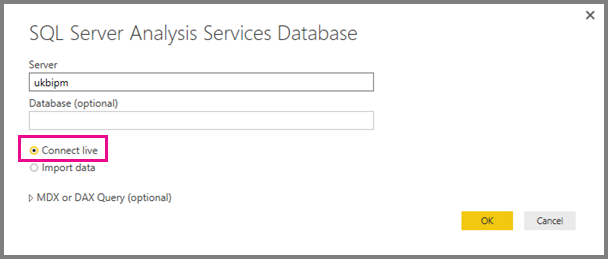 SQL Server Analysis Services Database
Server
ukbipm
Database (optional)
Connect live
Import data
MDX or DAX Query (optional)
OK Cancel